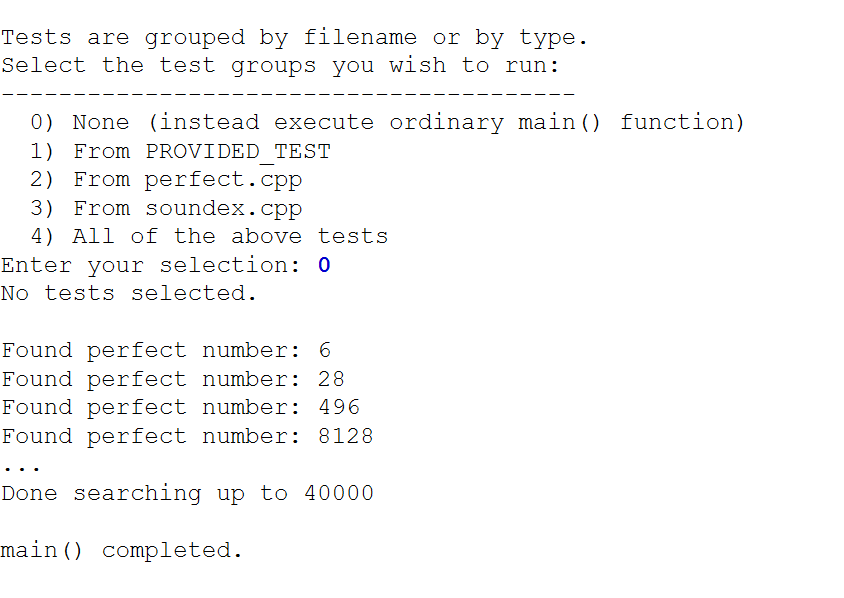 Tests are grouped by filename or by type.
Select the test groups you wish to run:
----------------------------------------
0) None (instead execute ordinary main() function)
1) From PROVIDED_TEST
2) From perfect.cpp
3) From soundex.cpp
4) All of the above tests
Enter your selection: 0
No tests selected.
Found perfect number: 6
Found perfect number: 28
Found perfect number: 496
Found perfect number: 8128
...
Done searching up to 40000
main() completed.